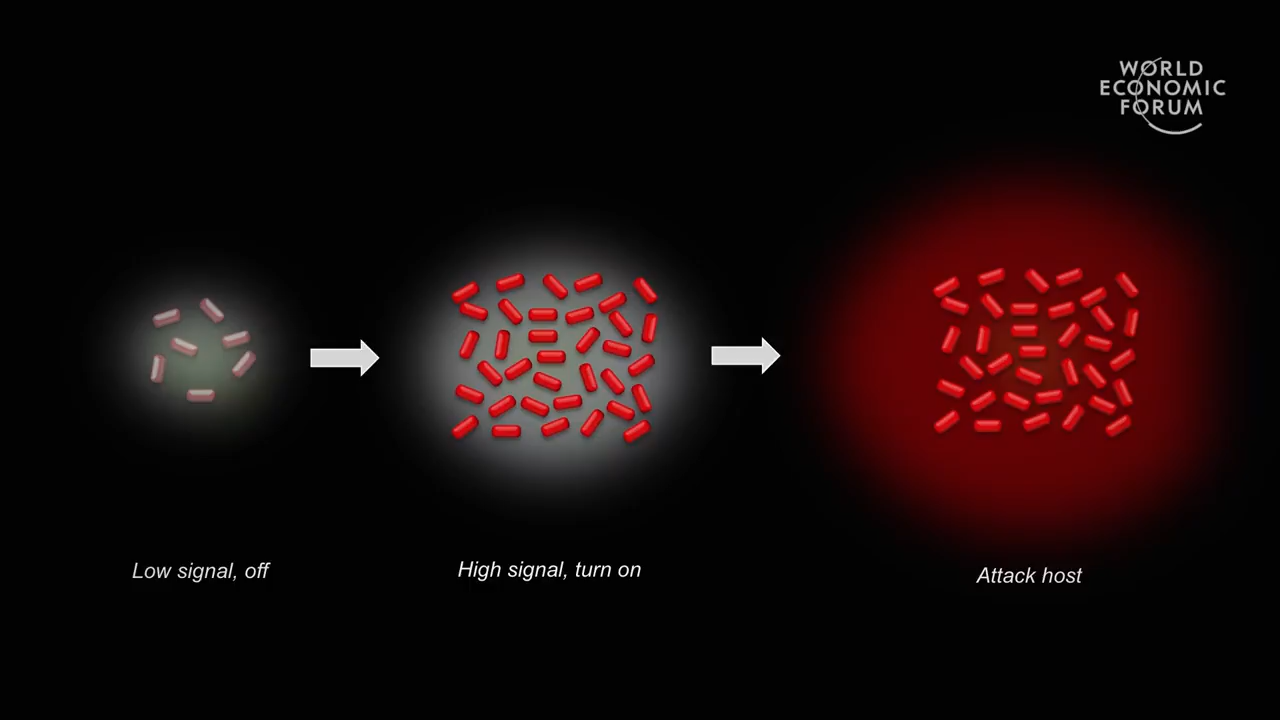 WORLD
ECONOMIC
FORUM
Low signal, off
High signal, turn on
Attack host